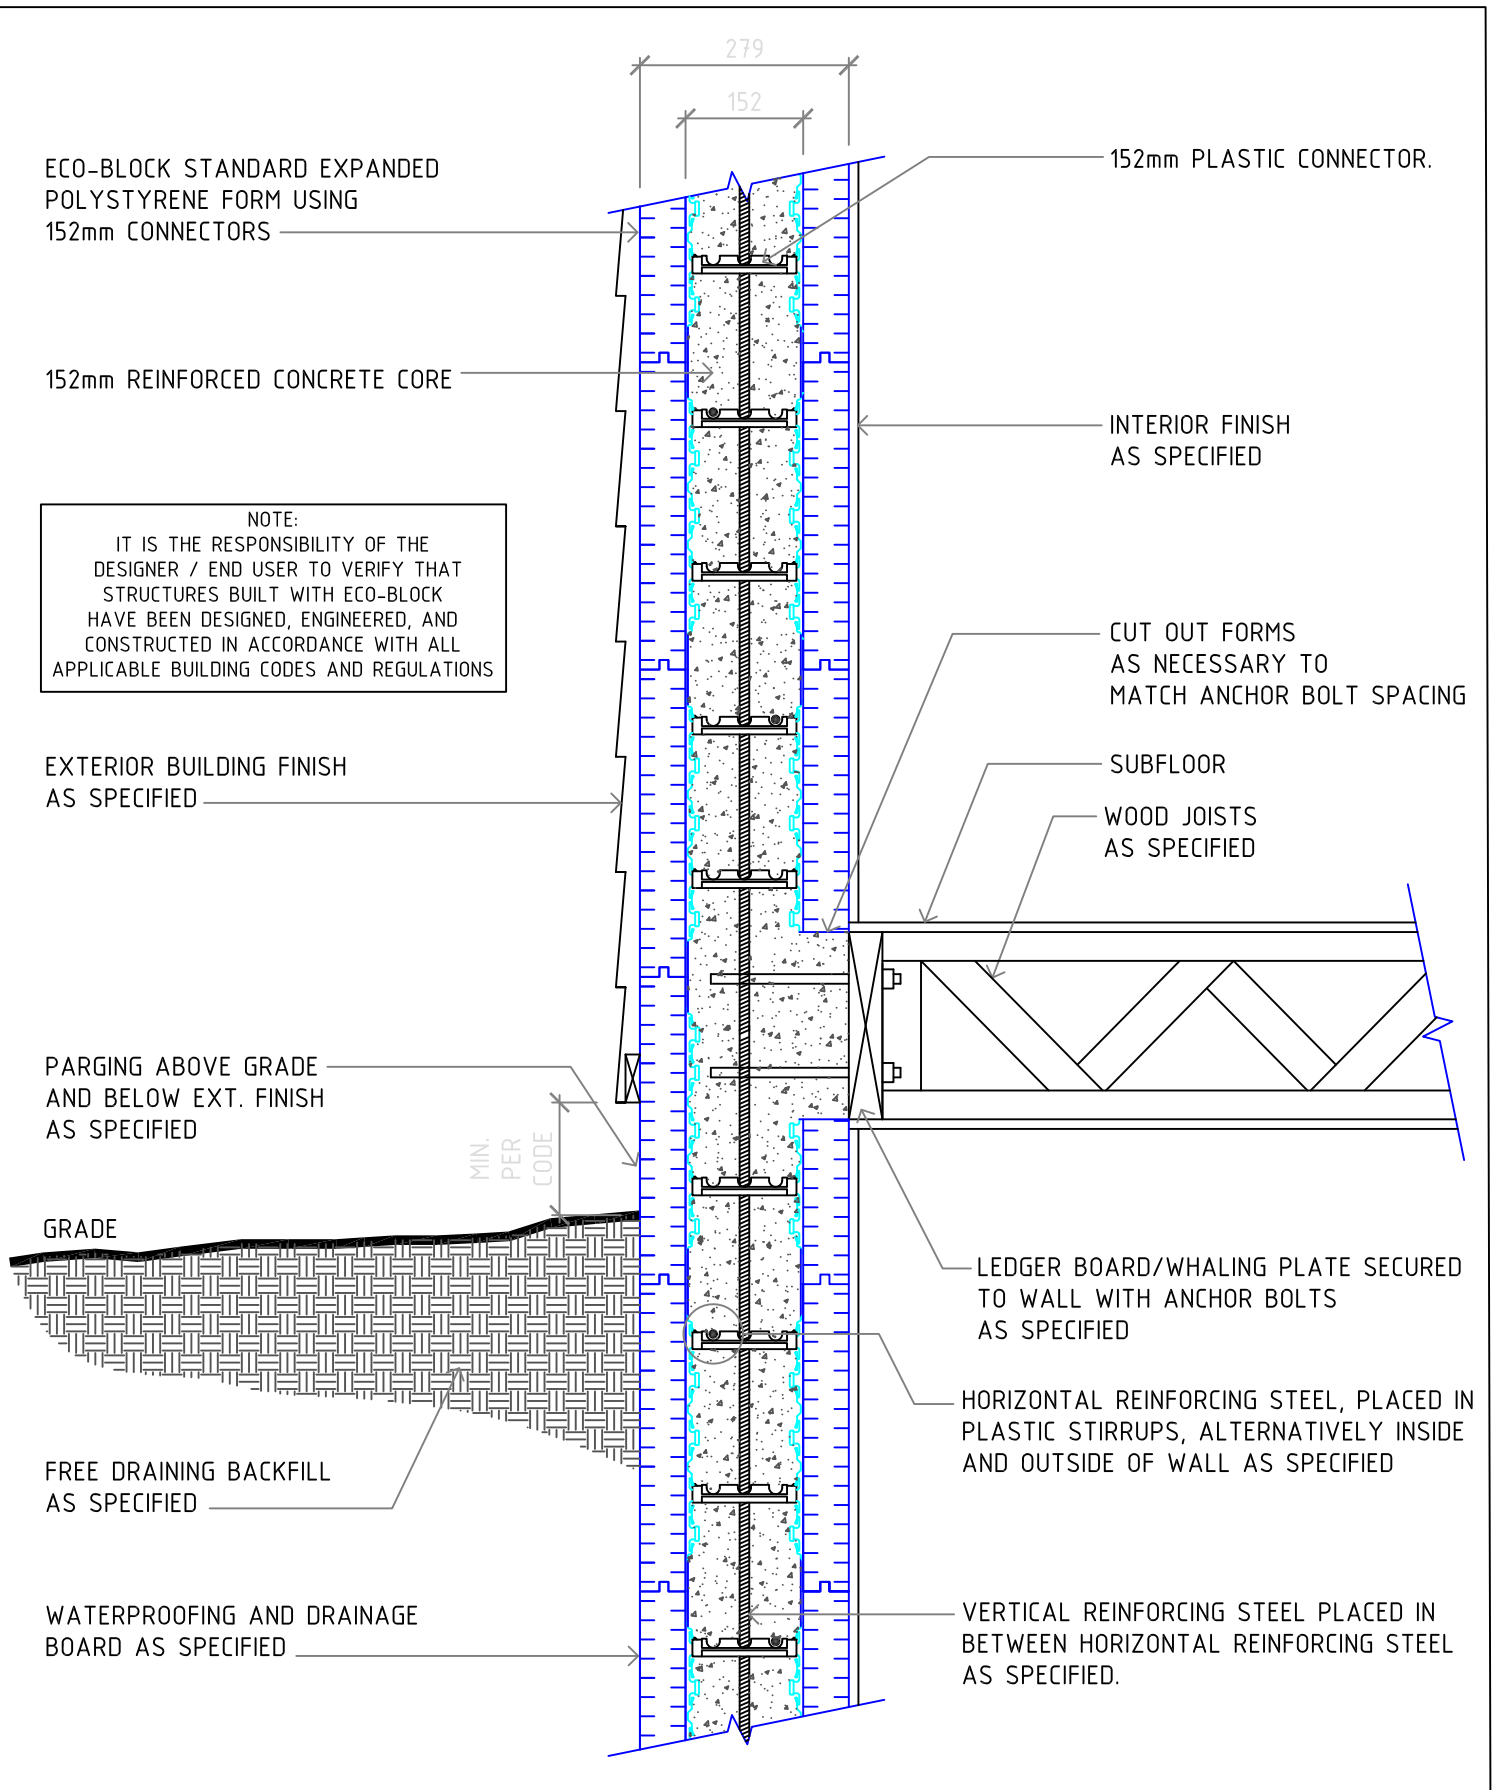 279
152
ECO-BLOCK STANDARD EXPANDED
POLYSTYRENE FORM USING
152mm CONNECTORS
152mm PLASTIC CONNECTOR.
152mm REINFORCED CONCRETE CORE
INTERIOR FINISH
AS SPECIFIED
NOTE:
IT IS THE RESPONSIBILITY OF THE
DESIGNER / END USER TO VERIFY THAT
STRUCTURES BUILT WITH ECO-BLOCK
HAVE BEEN DESIGNED, ENGINEERED, AND
CONSTRUCTED IN ACCORDANCE WITH ALL
APPLICABLE BUILDING CODES AND REGULATIONS
CUT OUT FORMS
AS NECESSARY TO
MATCH ANCHOR BOLT SPACING
EXTERIOR BUILDING FINISH
AS SPECIFIED
SUBFLOOR
WOOD JOISTS
AS SPECIFIED
PARGING ABOVE GRADE
AND BELOW EXT. FINISH
AS SPECIFIED
MIN.
PER
CODE
GRADE
LEDGER BOARD/WHALING PLATE SECURED
TO WALL WITH ANCHOR BOLTS
AS SPECIFIED
HORIZONTAL REINFORCING STEEL, PLACED IN
PLASTIC STIRRUPS, ALTERNATIVELY INSIDE
AND OUTSIDE OF WALL AS SPECIFIED
FREE DRAINING BACKFILL
AS SPECIFIED
WATERPROOFING AND DRAINAGE
BOARD AS SPECIFIED
VERTICAL REINFORCING STEEL PLACED IN
BETWEEN HORIZONTAL REINFORCING STEEL
AS SPECIFIED.